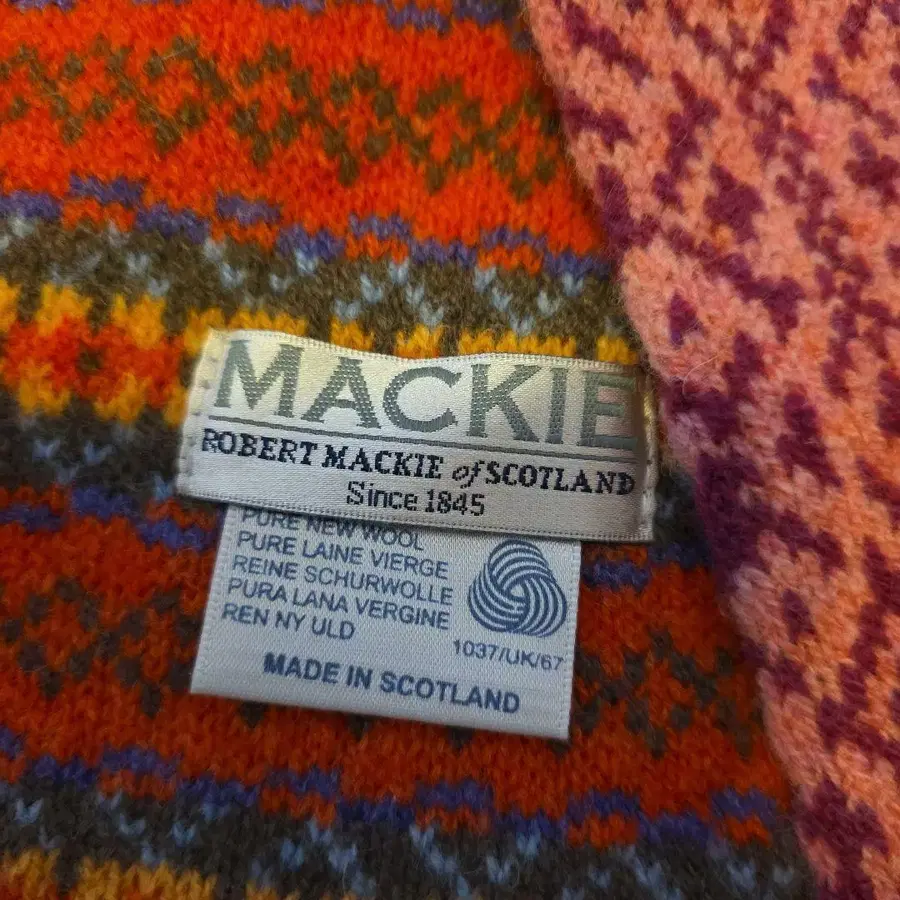 MACKIE
ROBERT MACKIE of SCOTLAND
Since 1845
PURE NEW WOOL
PURE LAINE VIERGE
REINE SCHURWOLLE
PURA LANA VERGINE
REN NY ULD
1037/UK/67
MADE IN SCOTLAND